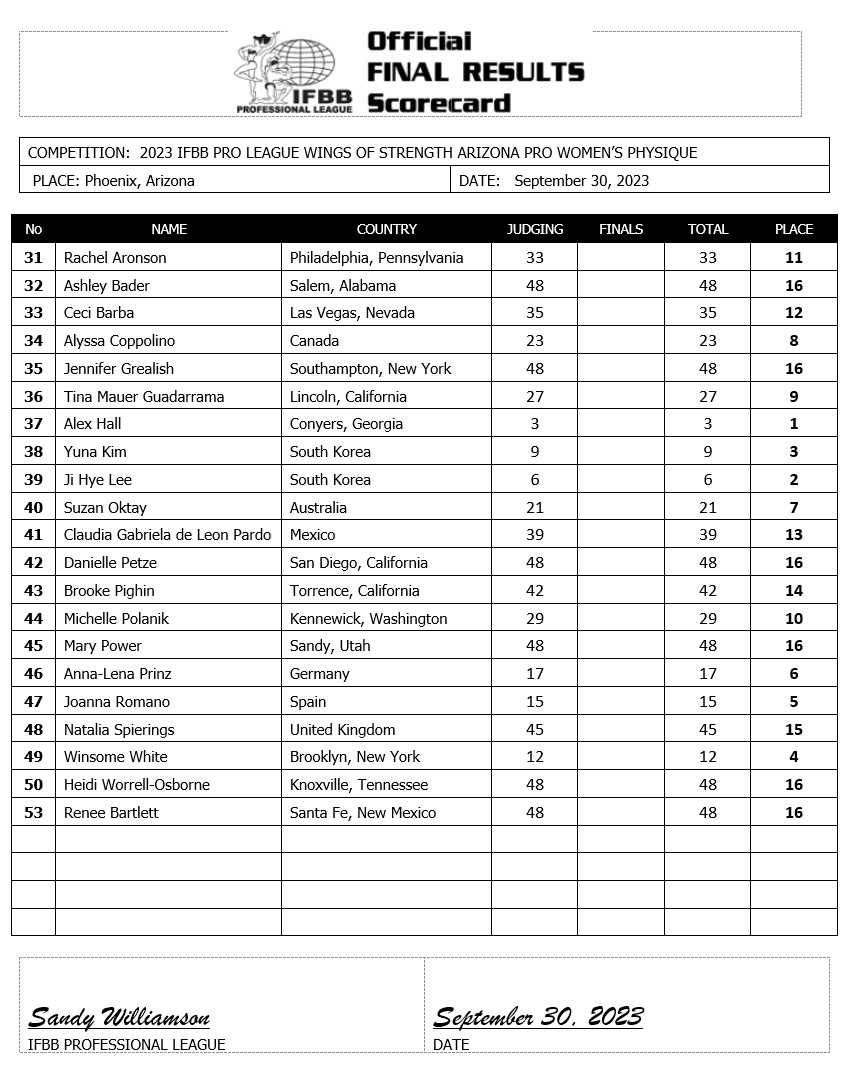 Official
FINAL RESULTS
Scorecard
IFBB
PROFESSIONAL LEAGUE
COMPETITION: 2023 IFBB PRO LEAGUE WINGS OF STRENGTH ARIZONA PRO WOMEN’S PHYSIQUE
PLACE: Phoenix, Arizona DATE: September 30, 2023
No NAME COUNTRY JUDGING FINALS TOTAL PLACE
31 Rachel Aronson Philadelphia, Pennsylvania 33 33 11
32 Ashley Bader Salem, Alabama 48 48 16
33 Ceci Barba Las Vegas, Nevada 35 35 12
34 Alyssa Coppolino Canada 23 23 8
35 Jennifer Grealish Southampton, New York 48 48 16
36 Tina Mauer Guadarrama Lincoln, California 27 27 9
37 Alex Hall Conyers, Georgia 3 3 1
38 Yuna Kim South Korea 9 9 3
39 Ji Hye Lee South Korea 6 6 2
40 Suzan Oktay Australia 21 21 7
41 Claudia Gabriela de Leon Pardo Mexico 39 39 13
42 Danielle Petze San Diego, California 48 48 16
43 Brooke Pighin Torrence, California 42 42 14
44 Michelle Polanik Kennewick, Washington 29 29 10
45 Mary Power Sandy, Utah 48 48 16
46 Anna-Lena Prinz Germany 17 17 6
47 Joanna Romano Spain 15 15 5
48 Natalia Spierings United Kingdom 45 45 15
49 Winsome White Brooklyn, New York 12 12 4
50 Heidi Worrell-Osborne Knoxville, Tennessee 48 48 16
53 Renee Bartlett Santa Fe, New Mexico 48 48 16
Sandy Williamson September 30, 2023
IFBB PROFESSIONAL LEAGUE DATE